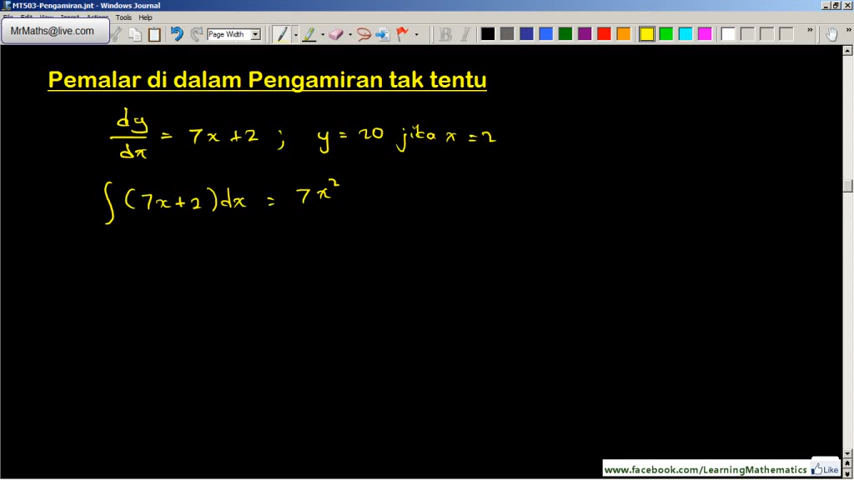 MT503-Pengamiran.jnt - Windows Journal
Tools Help
MrMaths@live.com
Page Width
Pemalar di dalam Pengamiran tak tentu
dy/dx = 7x + 2 ; y = 20 jika x = 2
∫ (7x + 2) dx = 7x²
www.facebook.com/LearningMathematics Like